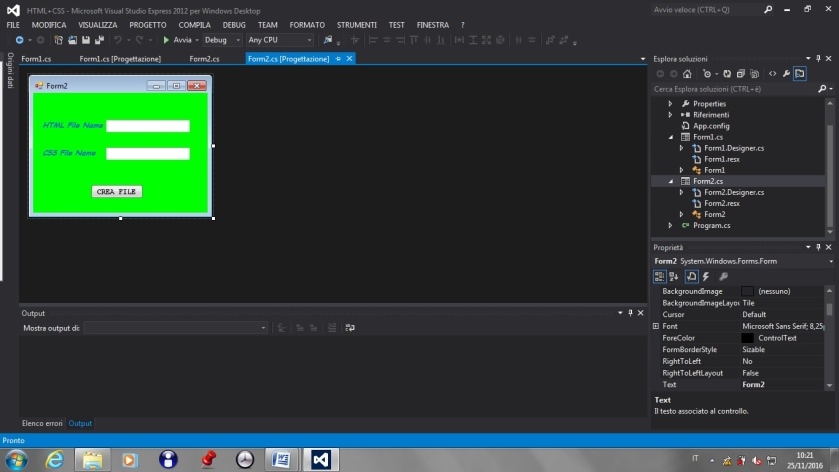 HTML+CSS - Microsoft Visual Studio Express 2012 per Windows Desktop
Avvio veloce (CTRL+Q)
FILE MODIFICA VISUALIZZA PROGETTO COMPILA DEBUG TEAM FORMATO STRUMENTI TEST FINESTRA ?
Avvia Debug Any CPU
Origini dati
Form1.cs Form1.cs [Progettazione] Form2.cs Form2.cs [Progettazione]
Form2
HTML File Name
CSS File Name
CREA FILE
Esplora soluzioni
Cerca Esplora soluzioni (CTRL+è)
Properties
Riferimenti
App.config
Form1.cs
Form1.Designer.cs
Form1.resx
Form1
Form2.cs
Form2.Designer.cs
Form2.resx
Form2
Program.cs
Proprietà
Form2 System.Windows.Forms.Form
BackgroundImage (nessuno)
BackgroundImageLayou Tile
Cursor Default
Font Microsoft Sans Serif; 8,25p
ForeColor ControlText
FormBorderStyle Sizable
RightToLeft No
RightToLeftLayout False
Text Form2
Text
Il testo associato al controllo.
Output
Mostra output di:
Elenco errori Output
Pronto
IT
10:21
25/11/2016